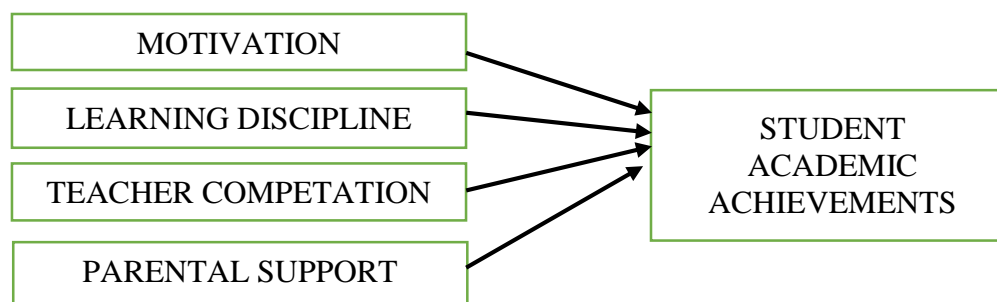 MOTIVATION
LEARNING DISCIPLINE
TEACHER COMPETATION
PARENTAL SUPPORT
STUDENT
ACADEMIC
ACHIEVEMENTS